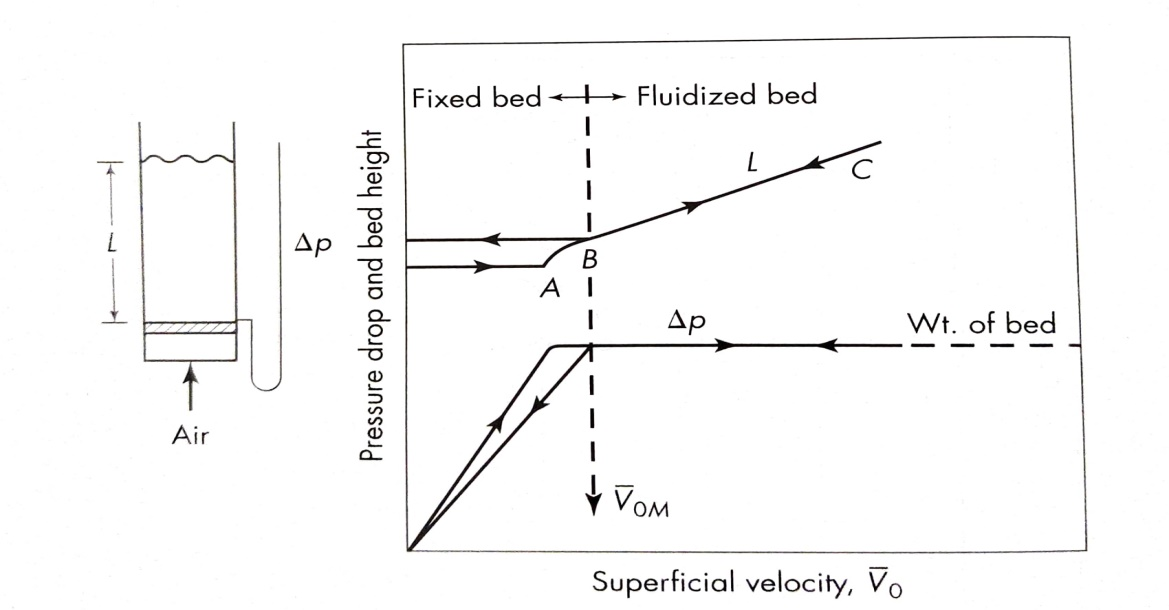 L
Δp
Air
Pressure drop and bed height
Fixed bed
Fluidized bed
L
C
A
B
Δp
Wt. of bed
V̅0M
Superficial velocity, V̅0